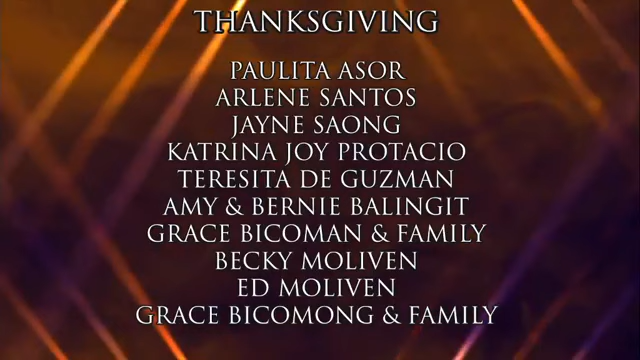 THANKSGIVING
PAULITA ASOR
ARLENE SANTOS
JAYNE SAONG
KATRINA JOY PROTACIO
TERESITA DE GUZMAN
AMY & BERNIE BALINGIT
GRACE BICOMAN & FAMILY
BECKY MOLIVEN
ED MOLIVEN
GRACE BICOMONG & FAMILY